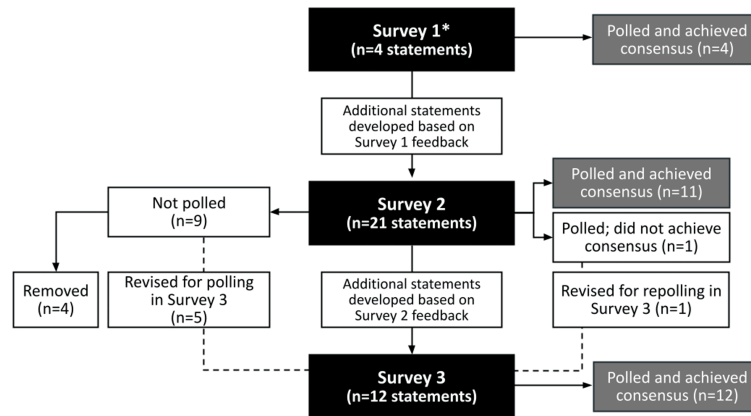 Survey 1*
(n=4 statements)
Polled and achieved
consensus (n=4)
Additional statements
developed based on
Survey 1 feedback
Not polled
(n=9)
Survey 2
(n=21 statements)
Polled and achieved
consensus (n=11)
Polled; did not achieve
consensus (n=1)
Removed
(n=4)
Revised for polling
in Survey 3
(n=5)
Additional statements
developed based on
Survey 2 feedback
Revised for repolling in
Survey 3 (n=1)
Survey 3
(n=12 statements)
Polled and achieved
consensus (n=12)